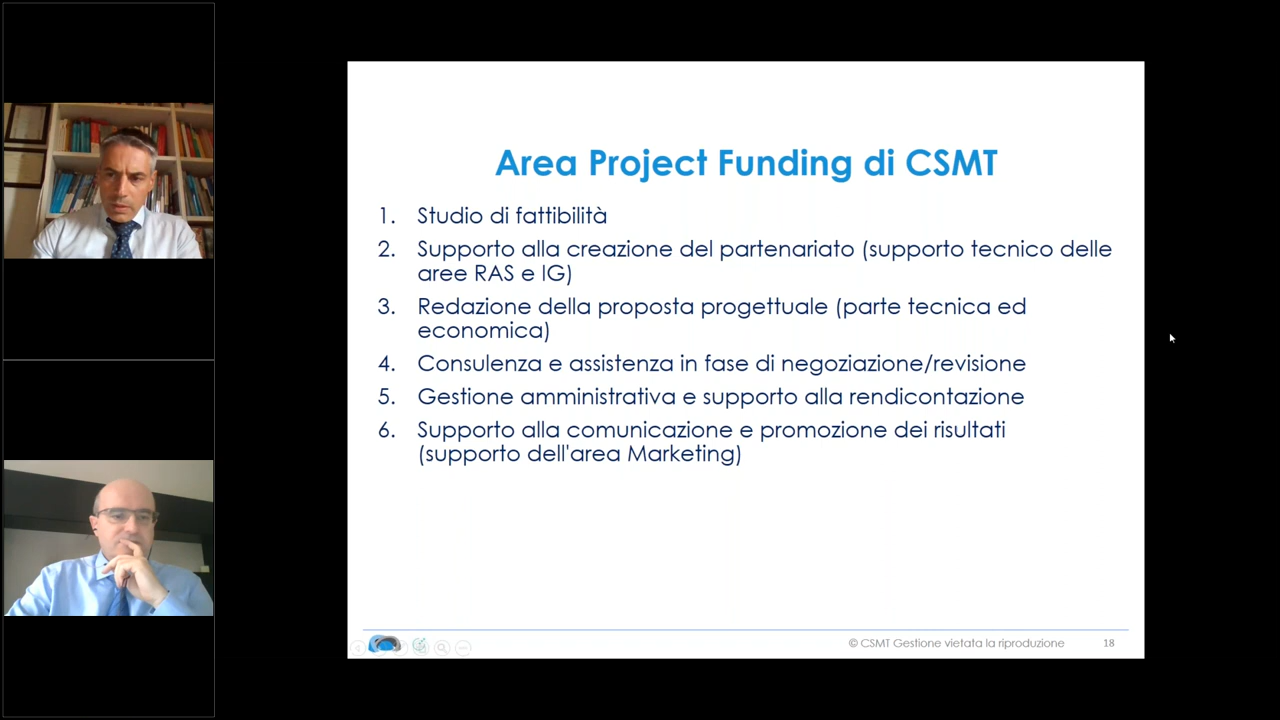 Area Project Funding di CSMT
1. Studio di fattibilità
2. Supporto alla creazione del partenariato (supporto tecnico delle
aree RAS e IG)
3. Redazione della proposta progettuale (parte tecnica ed
economica)
4. Consulenza e assistenza in fase di negoziazione/revisione
5. Gestione amministrativa e supporto alla rendicontazione
6. Supporto alla comunicazione e promozione dei risultati
(supporto dell'area Marketing)
© CSMT Gestione vietata la riproduzione 18